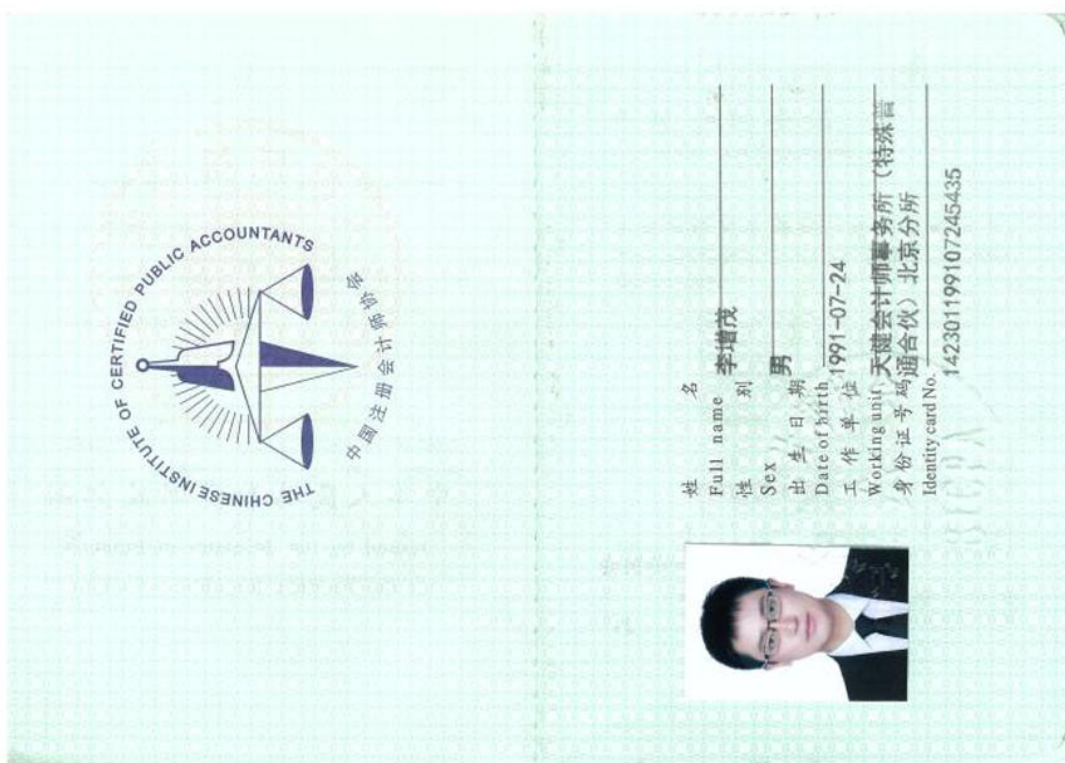 THE CHINESE INSTITUTE OF CERTIFIED PUBLIC ACCOUNTANTS
中国注册会计师协会
姓 名
Full name 李增茂
性 别
Sex 男
出 生 日 期
Date of birth 1991-07-24
工 作 单 位
Working unit 天健会计师事务所（特殊普
通合伙）北京分所
身 份 证 号 码
Identity card No. 142301199107245435